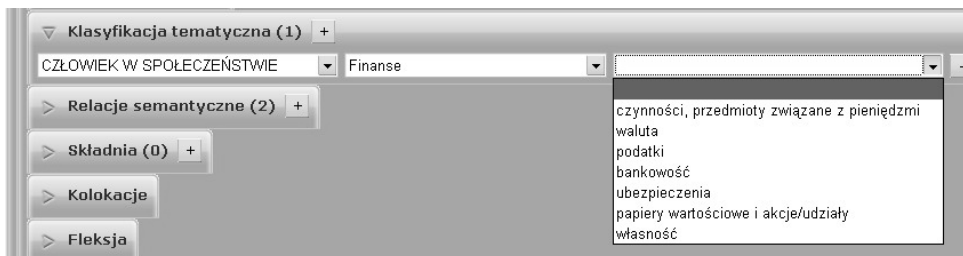 Klasyfikacja tematyczna (1) +
CZŁOWIEK W SPOŁECZEŃSTWIE Finanse
Relacje semantyczne (2) +
Składnia (0) +
Kolokacje
Fleksja
czynności, przedmioty związane z pieniędzmi
waluta
podatki
bankowość
ubezpieczenia
papiery wartościowe i akcje/udziały
własność